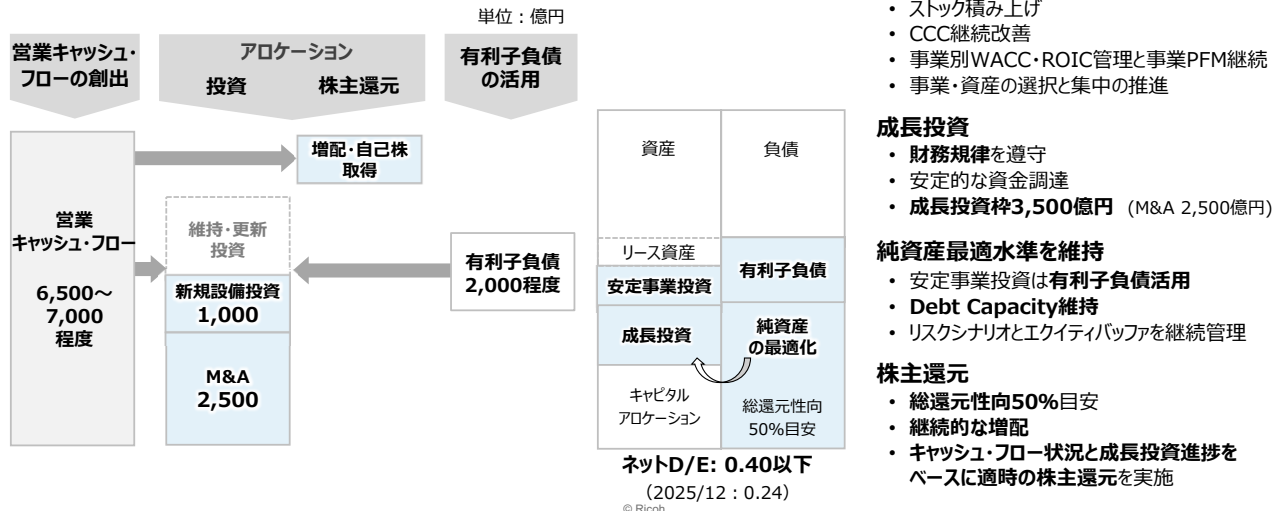 単位：億円
営業キャッシュ・
フローの創出
アロケーション
投資
株主還元
有利子負債
の活用
増配・自己株
取得
営業
キャッシュ・フロー
6,500～
7,000
程度
維持・更新
投資
新規設備投資
1,000
M&A
2,500
有利子負債
2,000程度
資産
負債
リース資産
安定事業投資
有利子負債
成長投資
純資産
の最適化
キャピタル
アロケーション
総還元性向
50%目安
ネットD/E: 0.40以下
（2025/12：0.24）
© Ricoh
• ストック積み上げ
• CCC継続改善
• 事業別WACC・ROIC管理と事業PFM継続
• 事業・資産の選択と集中の推進
成長投資
• 財務規律を遵守
• 安定的な資金調達
• 成長投資枠3,500億円 (M&A 2,500億円)
純資産最適水準を維持
• 安定事業投資は有利子負債活用
• Debt Capacity維持
• リスクシナリオとエクイティバッファを継続管理
株主還元
• 総還元性向50%目安
• 継続的な増配
• キャッシュ・フロー状況と成長投資進捗を
ベースに適時の株主還元を実施